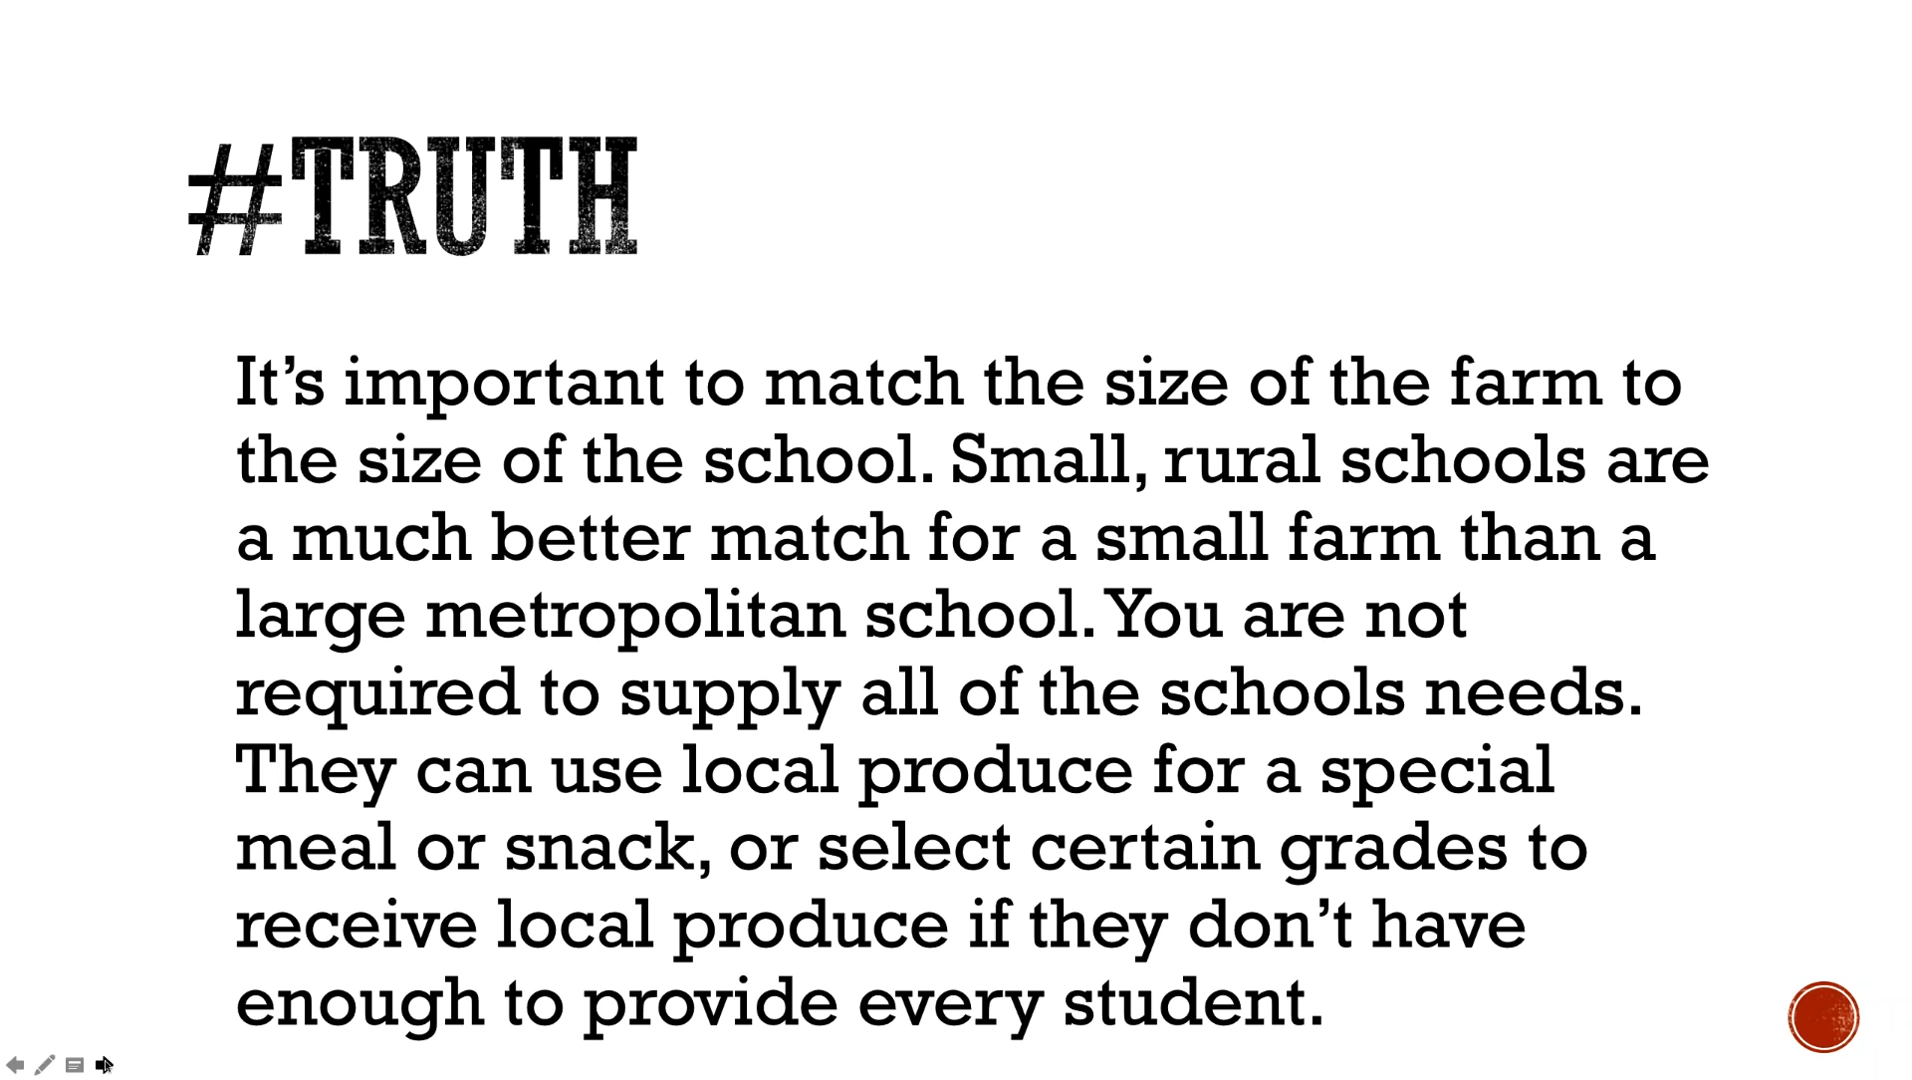 #TRUTH
It’s important to match the size of the farm to
the size of the school. Small, rural schools are
a much better match for a small farm than a
large metropolitan school. You are not
required to supply all of the schools needs.
They can use local produce for a special
meal or snack, or select certain grades to
receive local produce if they don’t have
enough to provide every student.